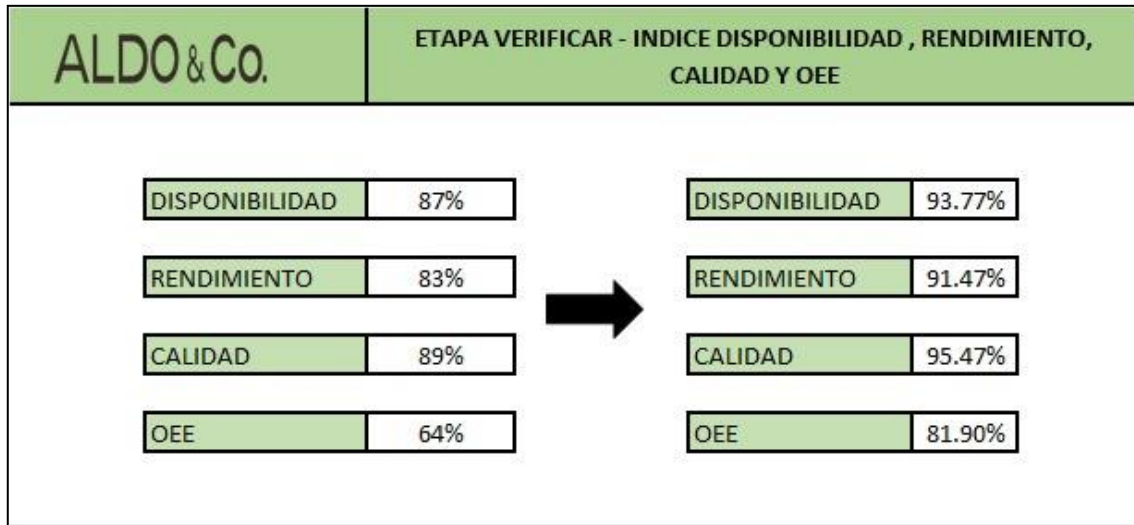 ALDO & Co.
ETAPA VERIFICAR - INDICE DISPONIBILIDAD , RENDIMIENTO,
CALIDAD Y OEE
DISPONIBILIDAD 87%
RENDIMIENTO 83%
CALIDAD 89%
OEE 64%
DISPONIBILIDAD 93.77%
RENDIMIENTO 91.47%
CALIDAD 95.47%
OEE 81.90%